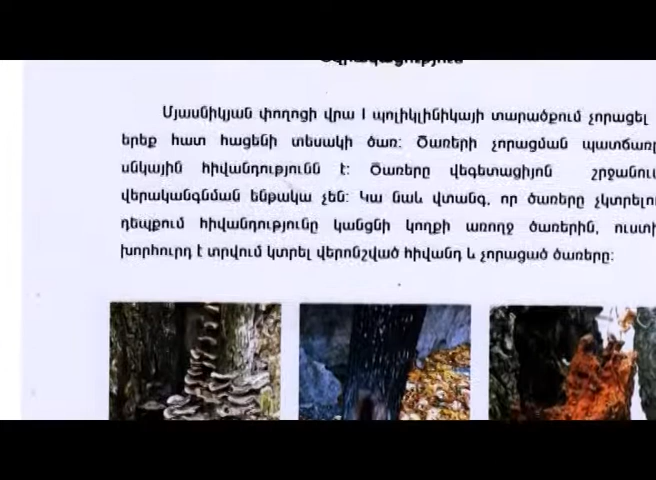 Մյասնիկյան փողոցի վրա I պոլիկլինիկայի տարածքում չորացել
երեք հատ հացենի տեսակի ծառ: Ծառերի չորացման պատճառը
սնկային հիվանդությունն է: Ծառերը վեգետացիյոն շրջանում
վերականգնման ենթակա չեն: Կա նաև վտանգ, որ ծառերը չկտրելու
դեպքում հիվանդությունը կանցնի կողքի առողջ ծառերին, ուստի
խորհուրդ է տրվում կտրել վերոնշված հիվանդ և չորացած ծառերը: